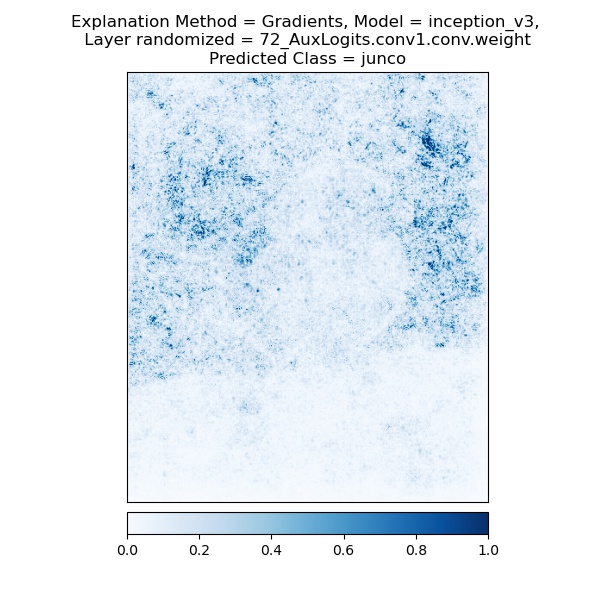 Explanation Method = Gradients, Model = inception_v3,
Layer randomized = 72_AuxLogits.conv1.conv.weight
Predicted Class = junco
0.0 0.2 0.4 0.6 0.8 1.0